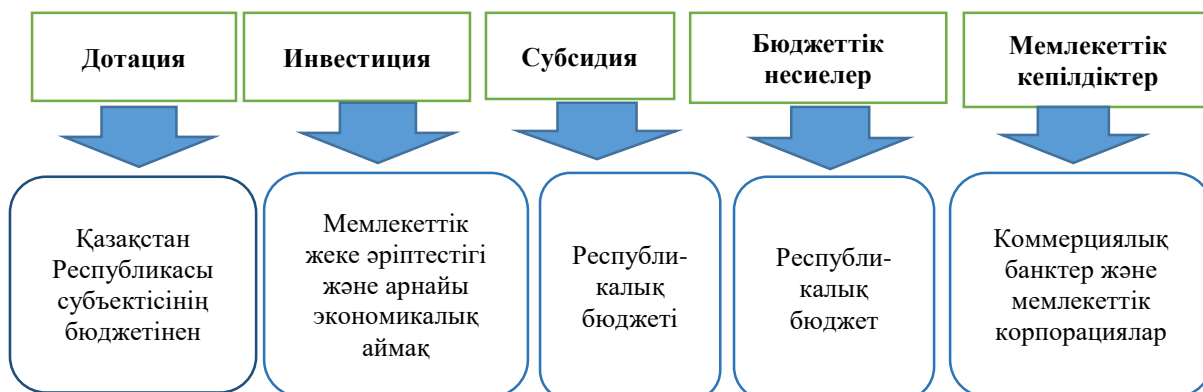 Дотация
Инвестиция
Субсидия
Бюджеттік
несиелер
Мемлекеттік
кепілдіктер
Қазақстан
Республикасы
субъектісінің
бюджетінен
Мемлекеттік
жеке әріптестігі
және арнайы
экономикалық
аймақ
Республи-
калық
бюджеті
Республи-
калық
бюджет
Коммерциялық
банктер және
мемлекеттік
корпорациялар